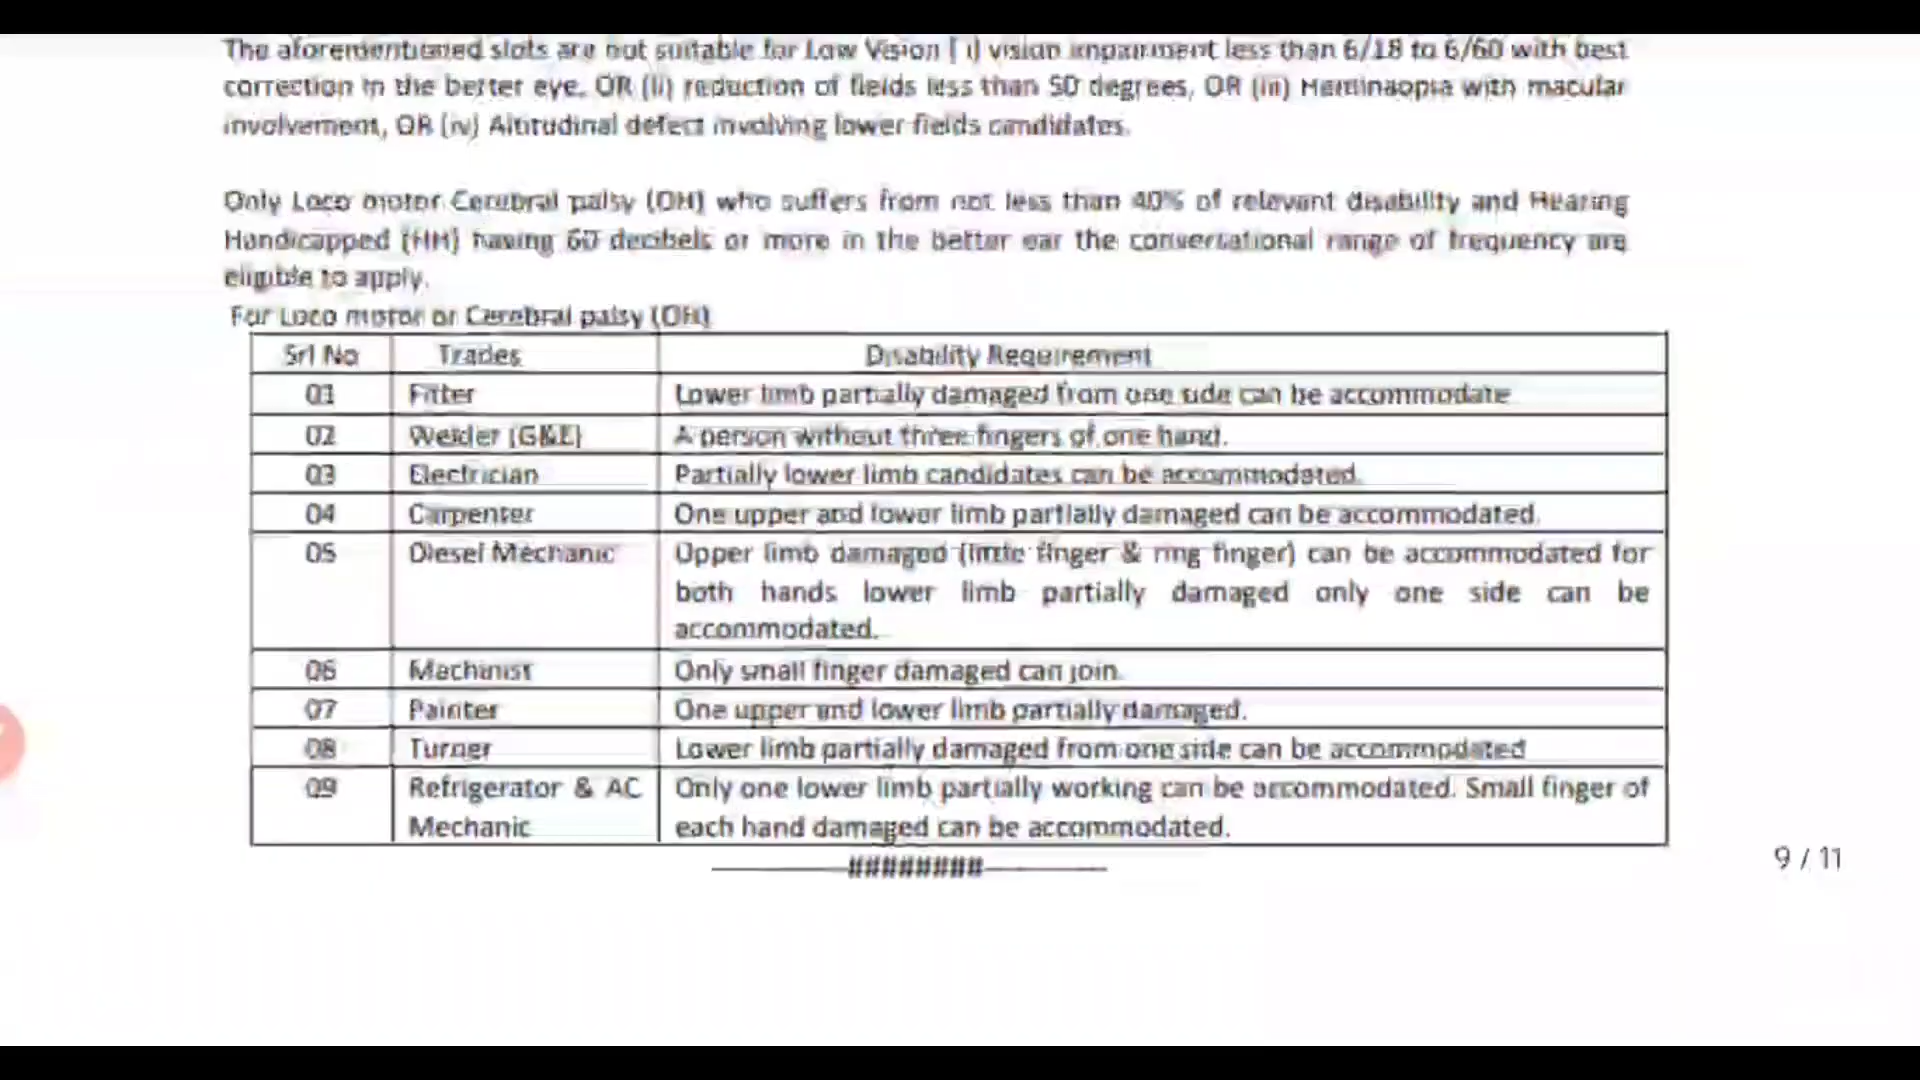 The aforementioned slots are not suitable for Low Vision ( i) vision impairment less than 6/18 to 6/60 with best
correction in the better eye, OR (ii) reduction of fields less than 50 degrees, OR (iii) Heminaopia with macular
involvement, OR (iv) Altitudinal defect involving lower fields candidates.
Only Loco motor Cerebral palsy (OH) who suffers from not less than 40% of relevant disability and Hearing
Handicapped (HH) having 60 decibels or more in the better ear the conversational range of frequency are
eligible to apply.
For Loco motor or Cerebral palsy (OH)
Srl No Trades Disability Requirement
01 Fitter Lower limb partially damaged from one side can be accommodate
02 Welder (G&E) A person without three fingers of one hand.
03 Electrician Partially lower limb candidates can be accommodated.
04 Carpenter One upper and lower limb partially damaged can be accommodated.
05 Diesel Mechanic Upper limb damaged (little finger & ring finger) can be accommodated for
both hands lower limb partially damaged only one side can be
accommodated.
06 Machinist Only small finger damaged can join.
07 Painter One upper and lower limb partially damaged.
08 Turner Lower limb partially damaged from one side can be accommodated
09 Refrigerator & AC Only one lower limb partially working can be accommodated. Small finger of
Mechanic each hand damaged can be accommodated.
########
9 / 11